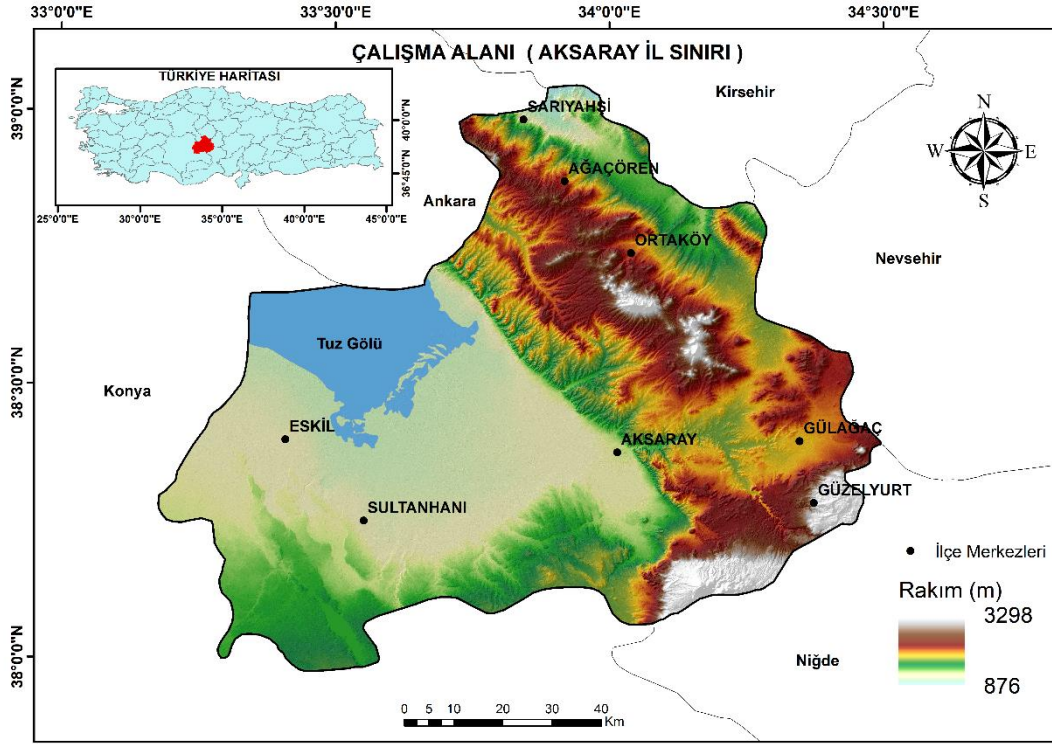 33°0'0"E 33°30'0"E 34°0'0"E 34°30'0"E
ÇALIŞMA ALANI ( AKSARAY İL SINIRI )
TÜRKİYE HARİTASI
40°0'0"N
36°45'0"N
25°0'0"E 30°0'0"E 35°0'0"E 40°0'0"E 45°0'0"E
39°0'0"N
38°30'0"N
38°0'0"N
SARIYAHŞİ
Kirsehir
N
W E
S
AĞAÇÖREN
Ankara
ORTAKÖY
Nevsehir
Tuz Gölü
Konya
ESKİL
AKSARAY
GÜLAĞAÇ
GÜZELYURT
SULTANHANI
İlçe Merkezleri
Rakım (m)
3298
876
Niğde
0 5 10 20 30 40
Km